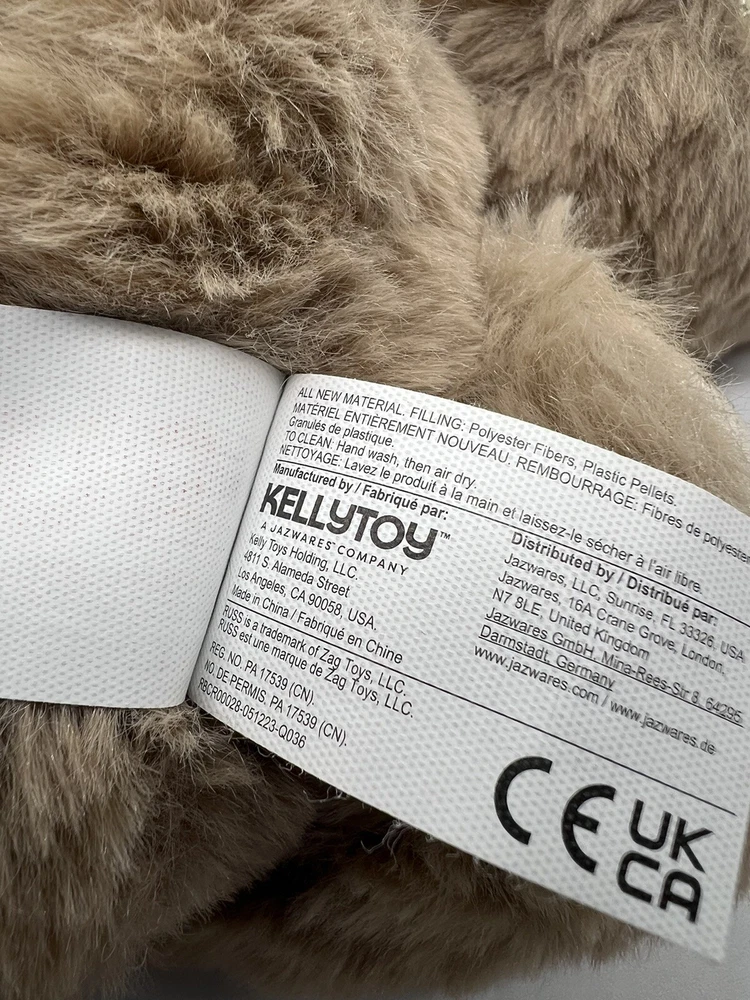 ALL NEW MATERIAL. FILLING: Polyester Fibers, Plastic Pellets.
MATÉRIEL ENTIÈREMENT NOUVEAU. REMBOURRAGE: Fibres de polyester
Granulés de plastique.
TO CLEAN: Hand wash, then air dry.
NETTOYAGE: Lavez le produit à la main et laissez-le sécher à l'air libre.
Manufactured by / Fabriqué par:
KELLYTOY™
A JAZWARES COMPANY
Kelly Toys Holding, LLC.
4811 S. Alameda Street
Los Angeles, CA 90058, USA.
Made in China / Fabriqué en Chine
Distributed by / Distribué par:
Jazwares, LLC, Sunrise, FL 33326, USA
Jazwares, 16A Crane Grove, London.
N7 8LE, United Kingdom
Jazwares GmbH, Mina-Rees-Str 8, 64295
Darmstadt, Germany
www.jazwares.com / www.jazwares.de
RUSS is a trademark of Zag Toys, LLC.
RUSS est une marque de Zag Toys, LLC.
REG. NO. PA 17539 (CN).
NO. DE PERMIS. PA 17539 (CN).
RBCR00028-051223-Q036
CE UK
CA